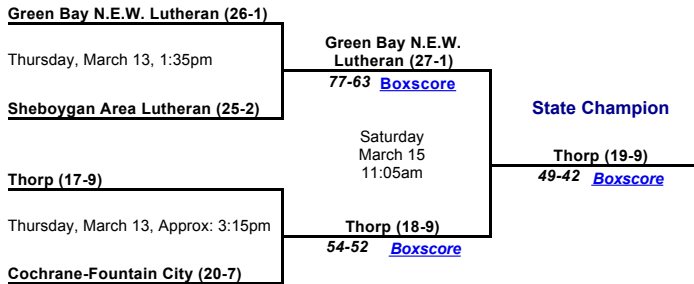 Green Bay N.E.W. Lutheran (26-1)
Thursday, March 13, 1:35pm
Sheboygan Area Lutheran (25-2)
Green Bay N.E.W.
Lutheran (27-1)
77-63 Boxscore
Saturday
March 15
11:05am
State Champion
Thorp (19-9)
49-42 Boxscore
Thorp (17-9)
Thursday, March 13, Approx: 3:15pm
Cochrane-Fountain City (20-7)
Thorp (18-9)
54-52 Boxscore